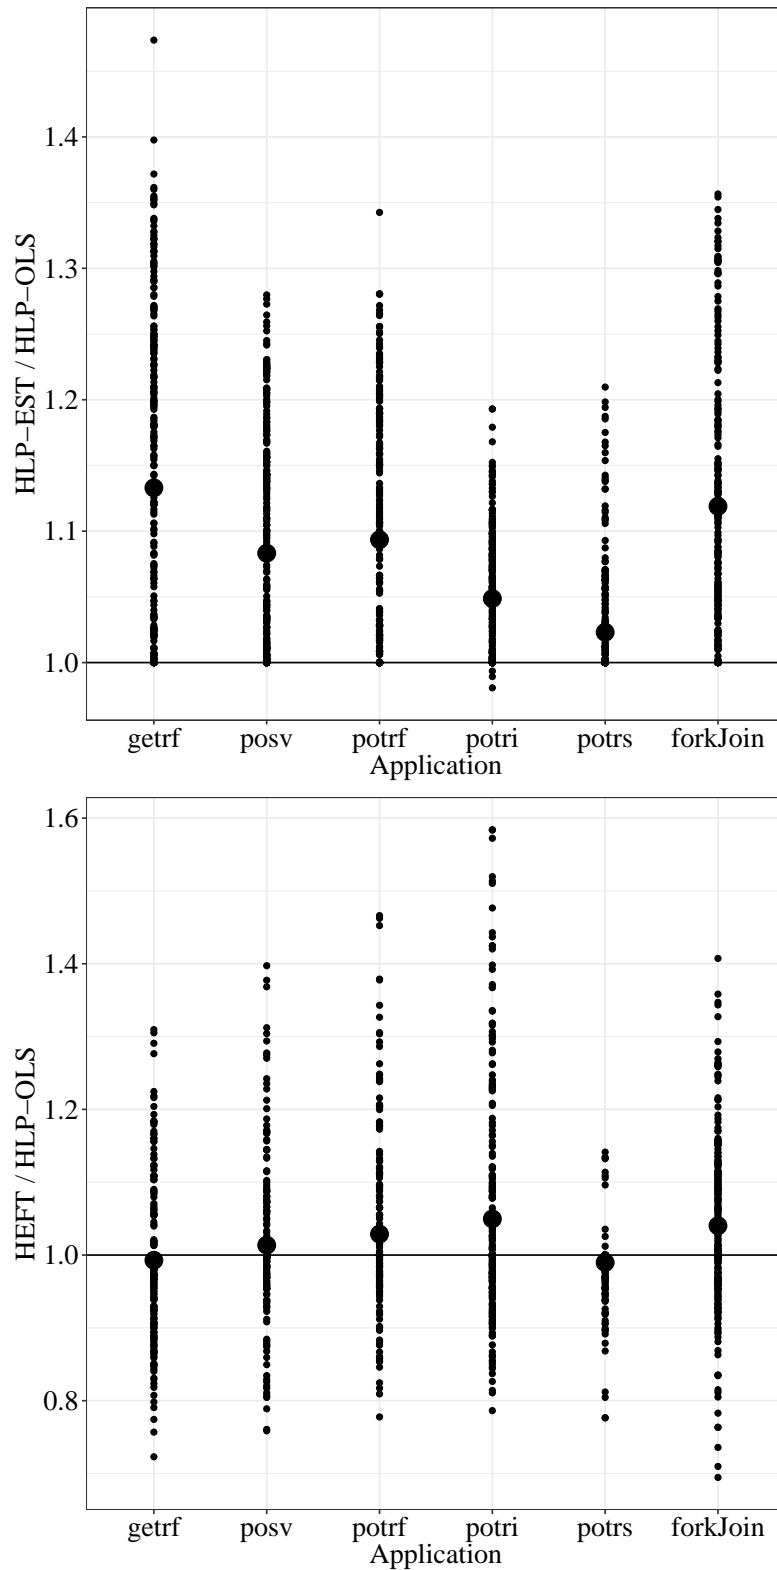 HLP−EST / HLP−OLS
1.4
1.3
1.2
1.1
1.0
getrf posv potrf potri potrs forkJoin
Application
HEFT / HLP−OLS
1.6
1.4
1.2
1.0
0.8
getrf posv potrf potri potrs forkJoin
Application